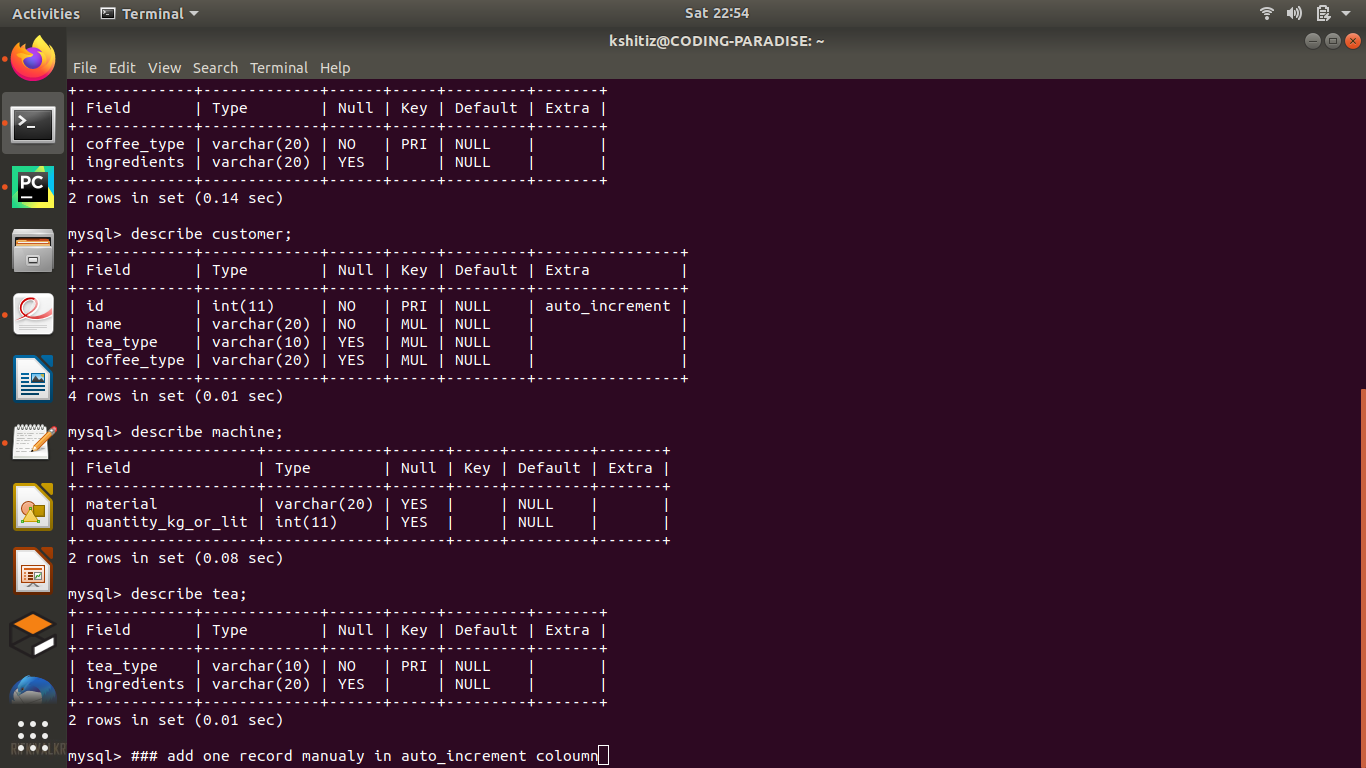 Activities Terminal Sat 22:54
kshitiz@CODING-PARADISE: ~
File Edit View Search Terminal Help
+-------------+-------------+------+-----+---------+-------+
| Field       | Type        | Null | Key | Default | Extra |
+-------------+-------------+------+-----+---------+-------+
| coffee_type | varchar(20) | NO   | PRI | NULL    |       |
| ingredients | varchar(20) | YES  |     | NULL    |       |
+-------------+-------------+------+-----+---------+-------+
2 rows in set (0.14 sec)
mysql> describe customer;
+-------------+-------------+------+-----+---------+----------------+
| Field       | Type        | Null | Key | Default | Extra          |
+-------------+-------------+------+-----+---------+----------------+
| id          | int(11)     | NO   | PRI | NULL    | auto_increment |
| name        | varchar(20) | NO   | MUL | NULL    |                |
| tea_type    | varchar(10) | YES  | MUL | NULL    |                |
| coffee_type | varchar(20) | YES  | MUL | NULL    |                |
+-------------+-------------+------+-----+---------+----------------+
4 rows in set (0.01 sec)
mysql> describe machine;
+--------------------+-------------+------+-----+---------+-------+
| Field              | Type        | Null | Key | Default | Extra |
+--------------------+-------------+------+-----+---------+-------+
| material           | varchar(20) | YES  |     | NULL    |       |
| quantity_kg_or_lit | int(11)     | YES  |     | NULL    |       |
+--------------------+-------------+------+-----+---------+-------+
2 rows in set (0.08 sec)
mysql> describe tea;
+-------------+-------------+------+-----+---------+-------+
| Field       | Type        | Null | Key | Default | Extra |
+-------------+-------------+------+-----+---------+-------+
| tea_type    | varchar(10) | NO   | PRI | NULL    |       |
| ingredients | varchar(20) | YES  |     | NULL    |       |
+-------------+-------------+------+-----+---------+-------+
2 rows in set (0.01 sec)
mysql> ### add one record manualy in auto_increment coloumn
PC